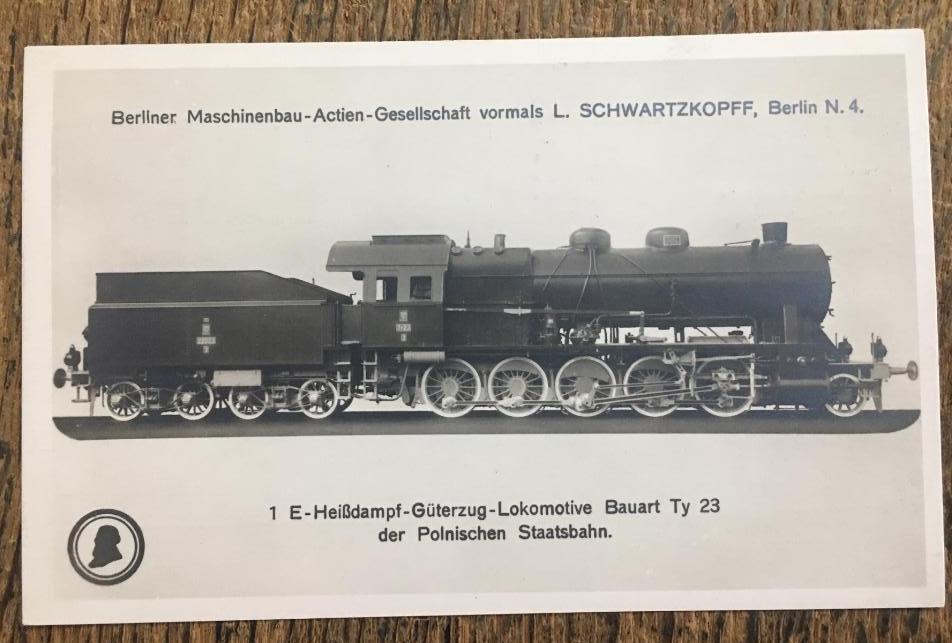 Berliner Maschinenbau-Actien-Gesellschaft vormals L. SCHWARTZKOPFF, Berlin N. 4.
1 E-Heißdampf-Güterzug-Lokomotive Bauart Ty 23
der Polnischen Staatsbahn.